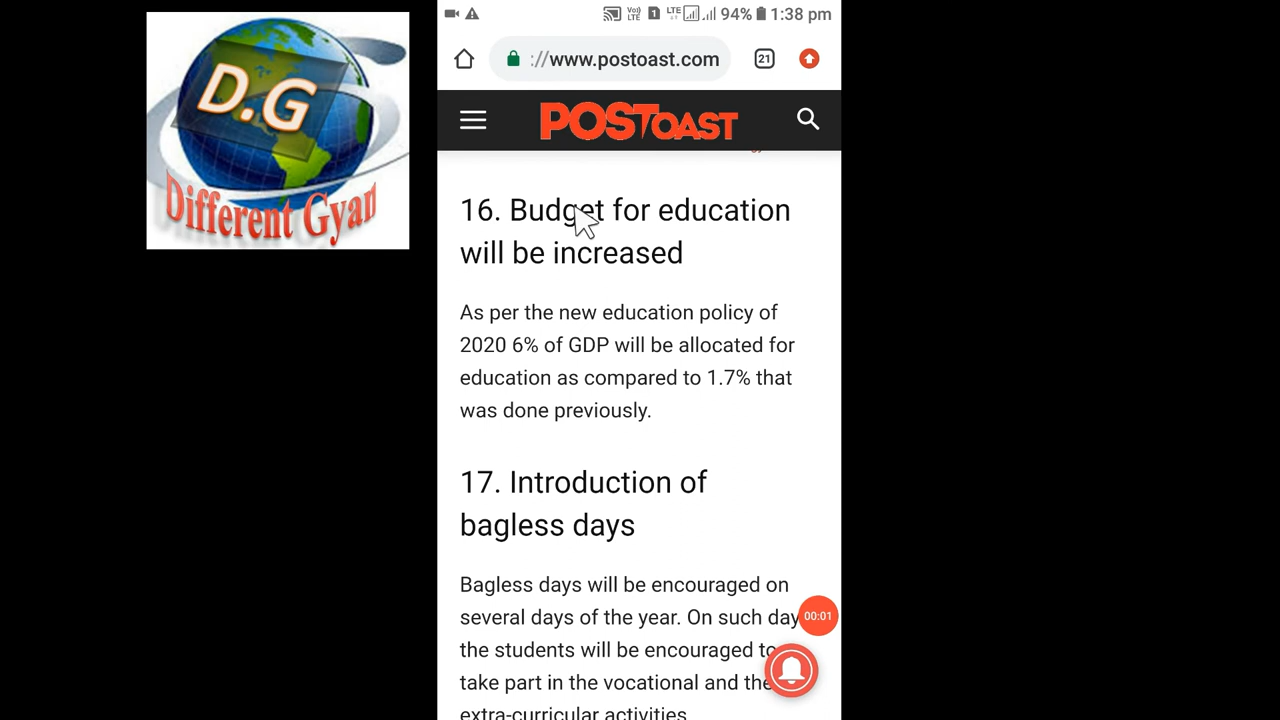 D.G
Different Gyan
94% 1:38 pm
://www.postoast.com
21
POSTOAST
16. Budget for education
will be increased
As per the new education policy of
2020 6% of GDP will be allocated for
education as compared to 1.7% that
was done previously.
17. Introduction of
bagless days
Bagless days will be encouraged on
several days of the year. On such day
00:01
the students will be encouraged to
take part in the vocational and the
extra-curricular activities